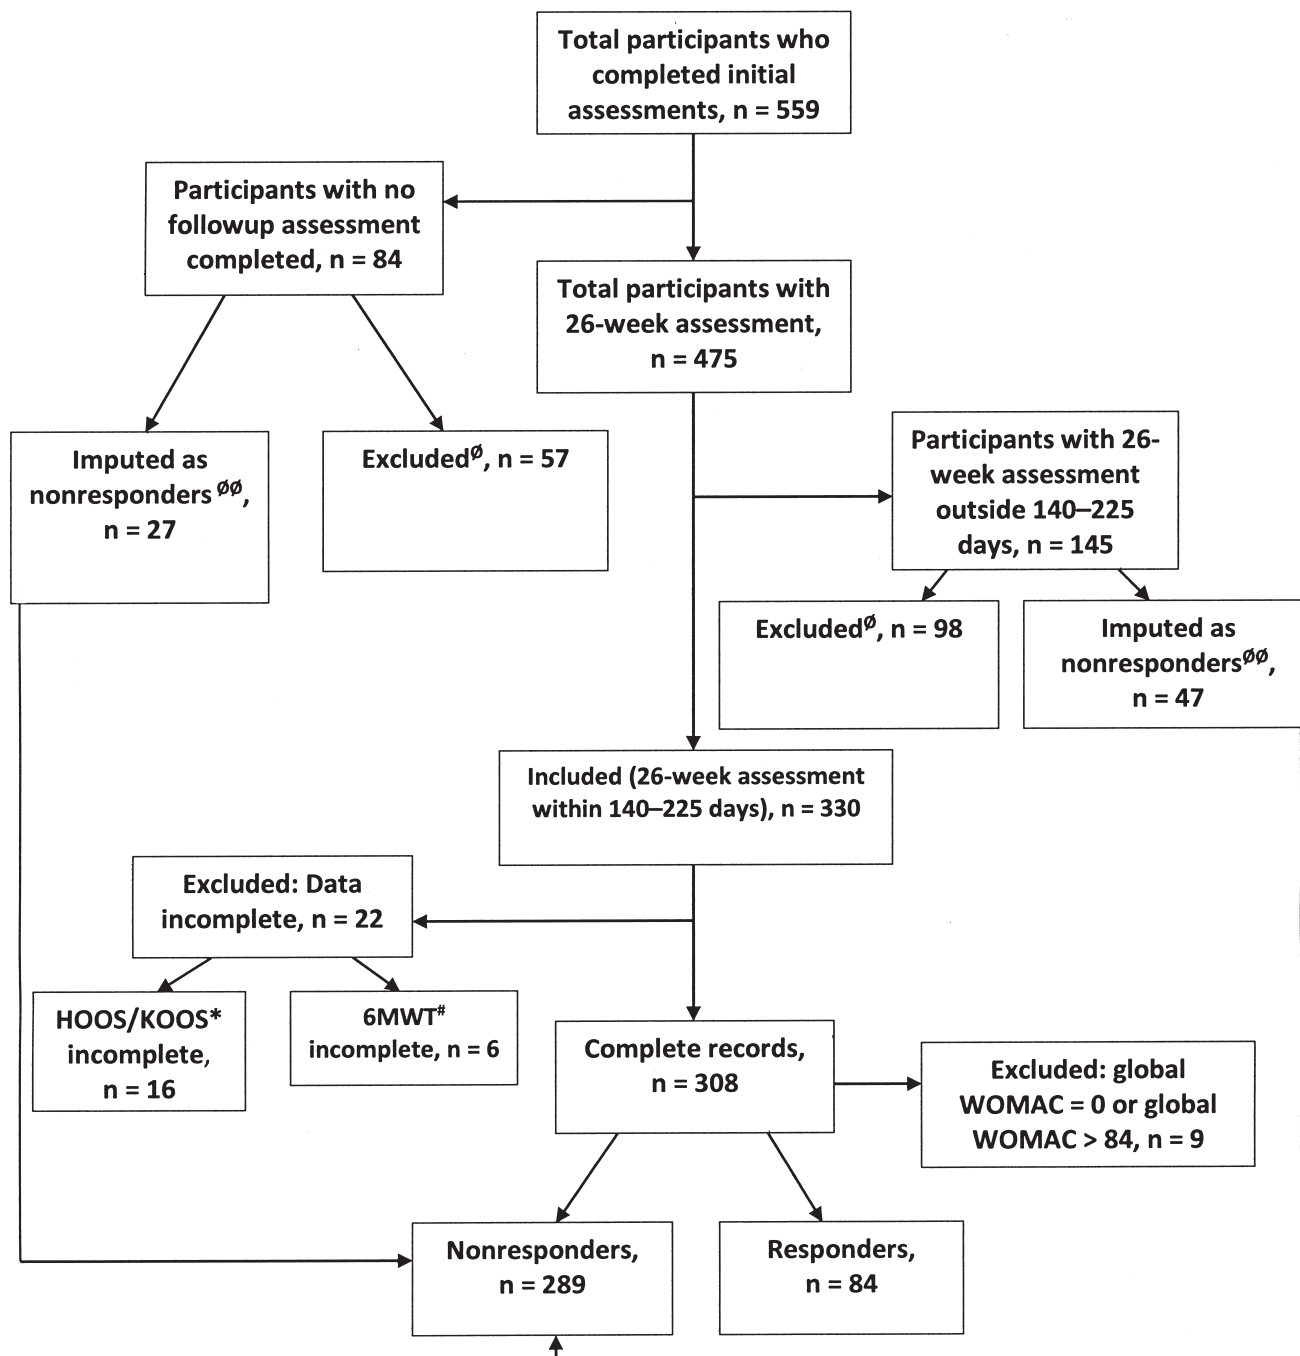 Total participants who
completed initial
assessments, n = 559
Participants with no
followup assessment
completed, n = 84
Total participants with
26-week assessment,
n = 475
Imputed as
nonresponders ØØ,
n = 27
Excludedø, n = 57
Participants with 26-
week assessment
outside 140–225
days, n = 145
Excludedø, n = 98
Imputed as
nonrespondersØØ,
n = 47
Included (26-week assessment
within 140–225 days), n = 330
Excluded: Data
incomplete, n = 22
HOOS/KOOS*
incomplete,
n = 16
6MWT#
incomplete, n = 6
Complete records,
n = 308
Excluded: global
WOMAC = 0 or global
WOMAC > 84, n = 9
Nonresponders,
n = 289
Responders,
n = 84